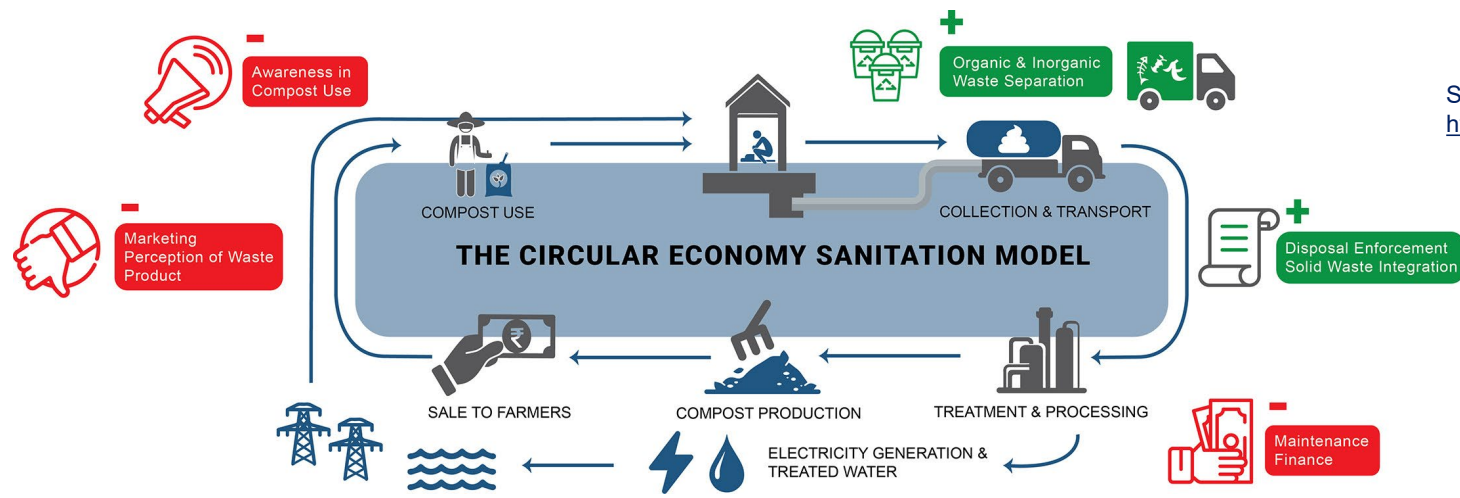 Awareness in
Compost Use
Organic & Inorganic
Waste Separation
COMPOST USE
COLLECTION & TRANSPORT
Marketing
Perception of Waste
Product
THE CIRCULAR ECONOMY SANITATION MODEL
Disposal Enforcement
Solid Waste Integration
SALE TO FARMERS
COMPOST PRODUCTION
TREATMENT & PROCESSING
ELECTRICITY GENERATION &
TREATED WATER
Maintenance
Finance